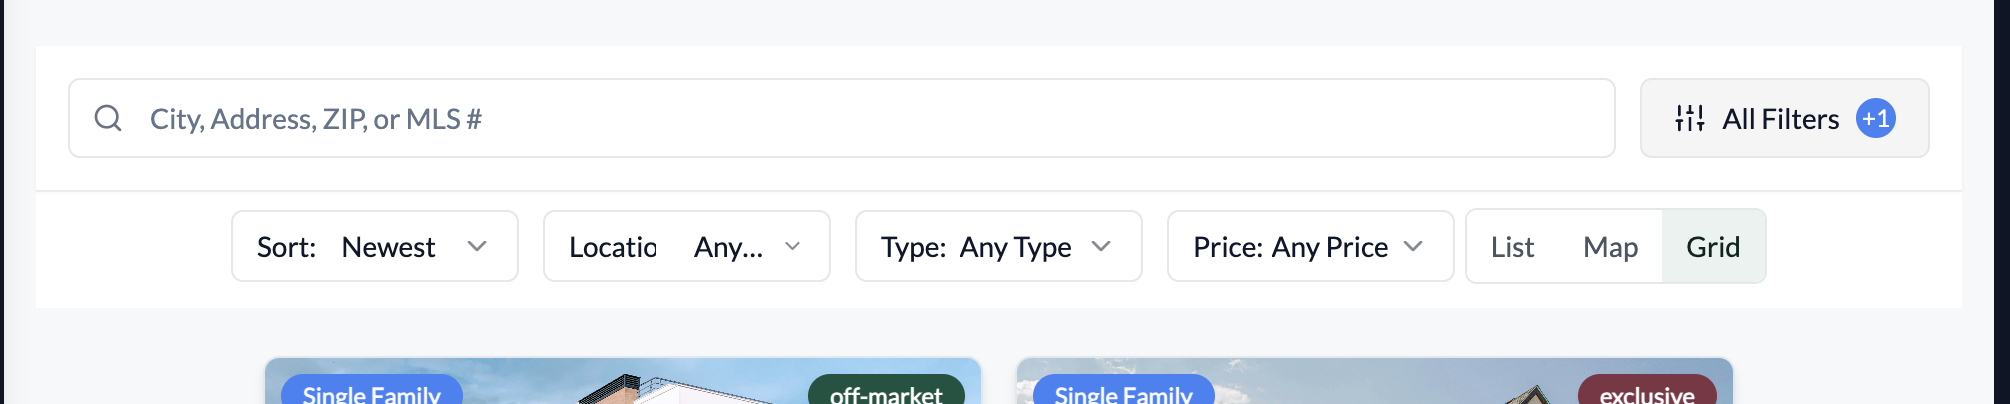 City, Address, ZIP, or MLS #
All Filters +1
Sort: Newest
Locatio Any...
Type: Any Type
Price: Any Price
List Map Grid
Single Family
off-market
Single Family
exclusive